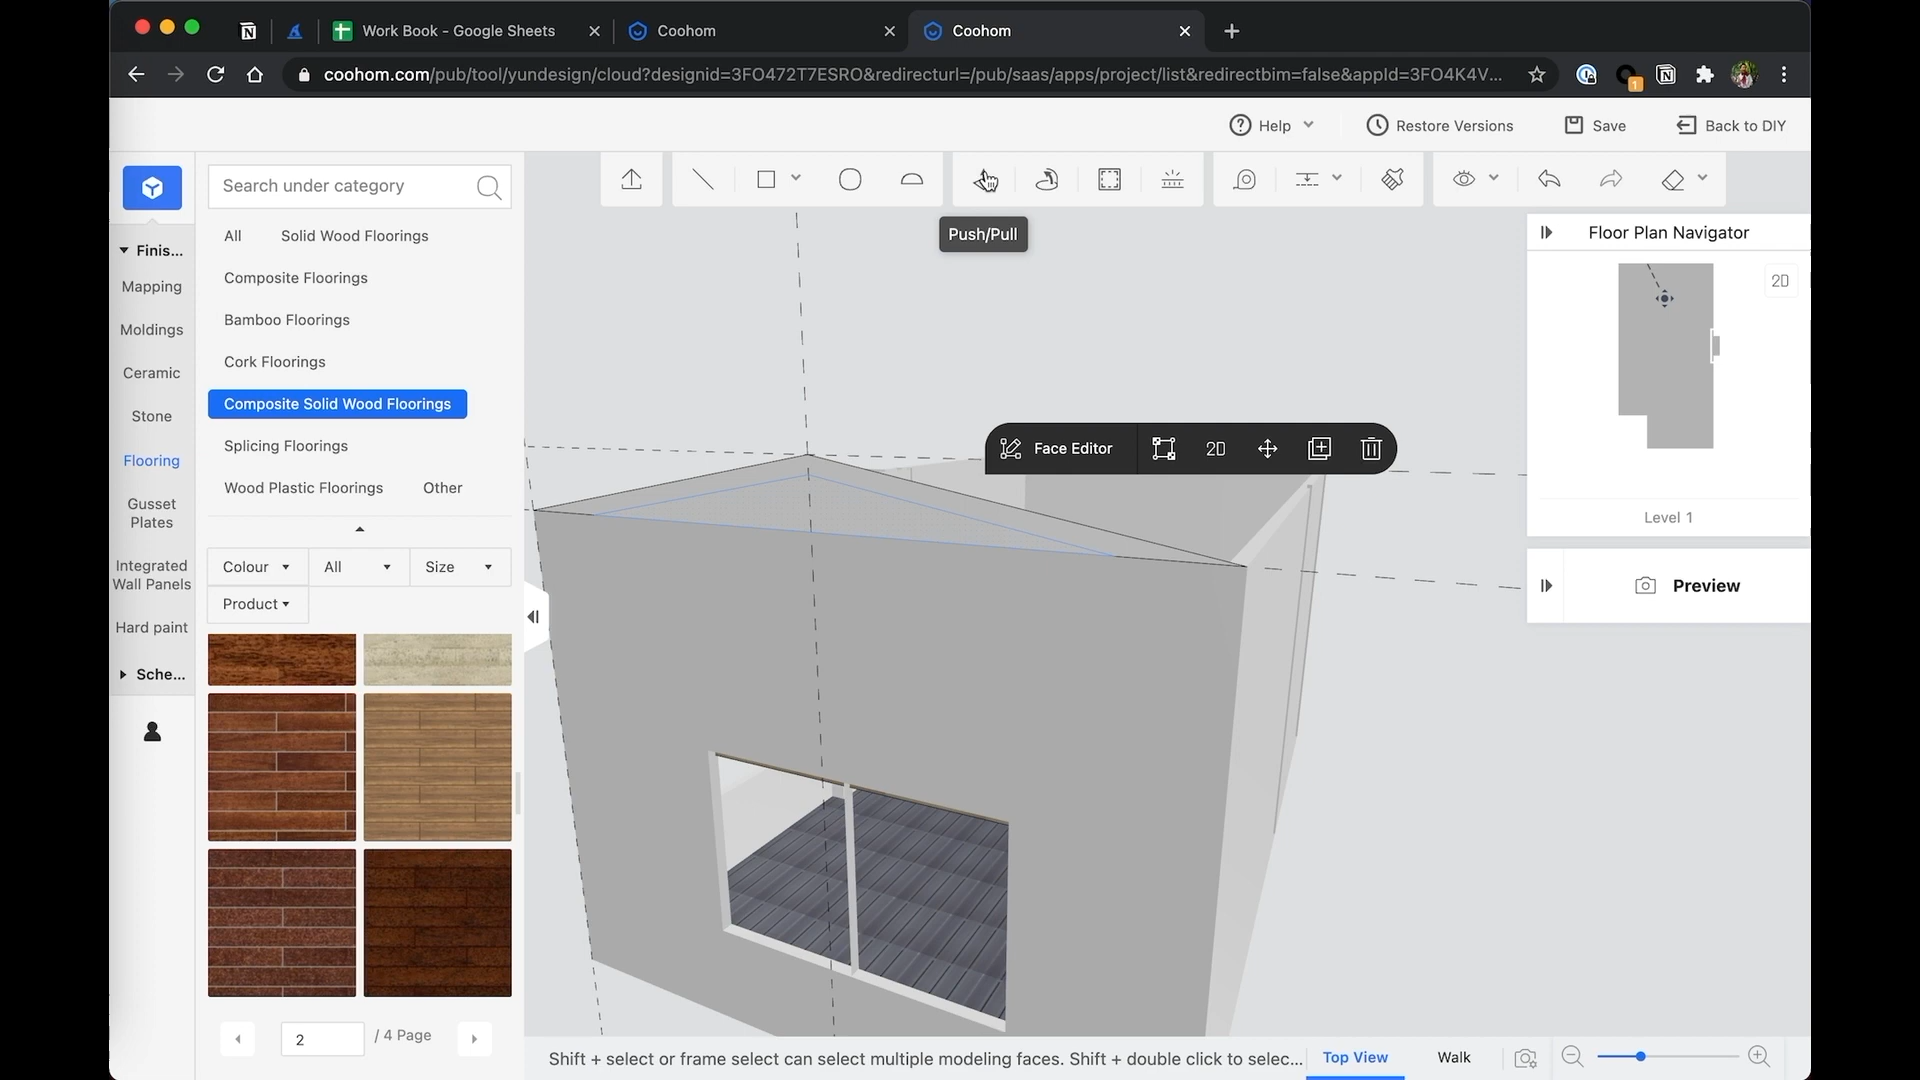 Work Book - Google Sheets
Coohom
Coohom
coohom.com/pub/tool/yundesign/cloud?designid=3FO472T7ESRO&redirecturl=/pub/saas/apps/project/list&redirectbim=false&appId=3FO4K4V...
1
Help
Restore Versions
Save
Back to DIY
Search under category
Push/Pull
Floor Plan Navigator
All
Solid Wood Floorings
Finis...
Composite Floorings
2D
Mapping
Bamboo Floorings
Moldings
Cork Floorings
Ceramic
Composite Solid Wood Floorings
Stone
Splicing Floorings
Face Editor
2D
Flooring
Wood Plastic Floorings
Other
Gusset
Plates
Level 1
Integrated
Wall Panels
Colour
All
Size
Product
Preview
Hard paint
Sche...
2
/ 4 Page
Shift + select or frame select can select multiple modeling faces. Shift + double click to selec...
Top View
Walk